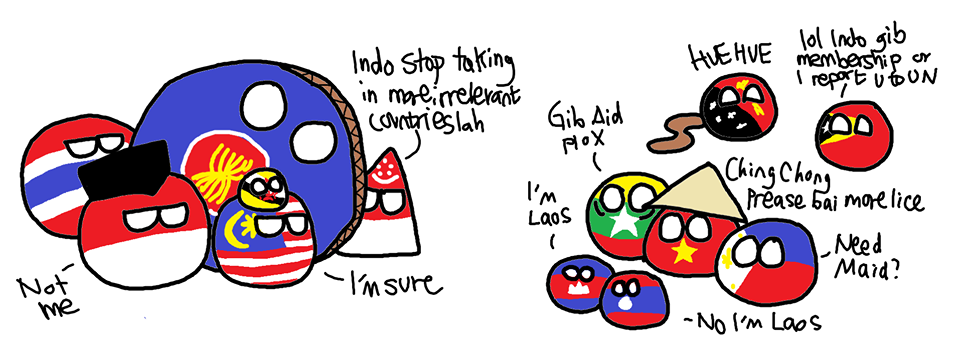 Indo stop taking
in more irrelevant
countries lah
Not
me
I'm sure
HUEHUE
lol Indo gib
membership or
I report U to UN
Gib Aid
plox
I'm
Laos
Ching Chong
Prease bai more lice
Need
Maid?
No I'm Laos